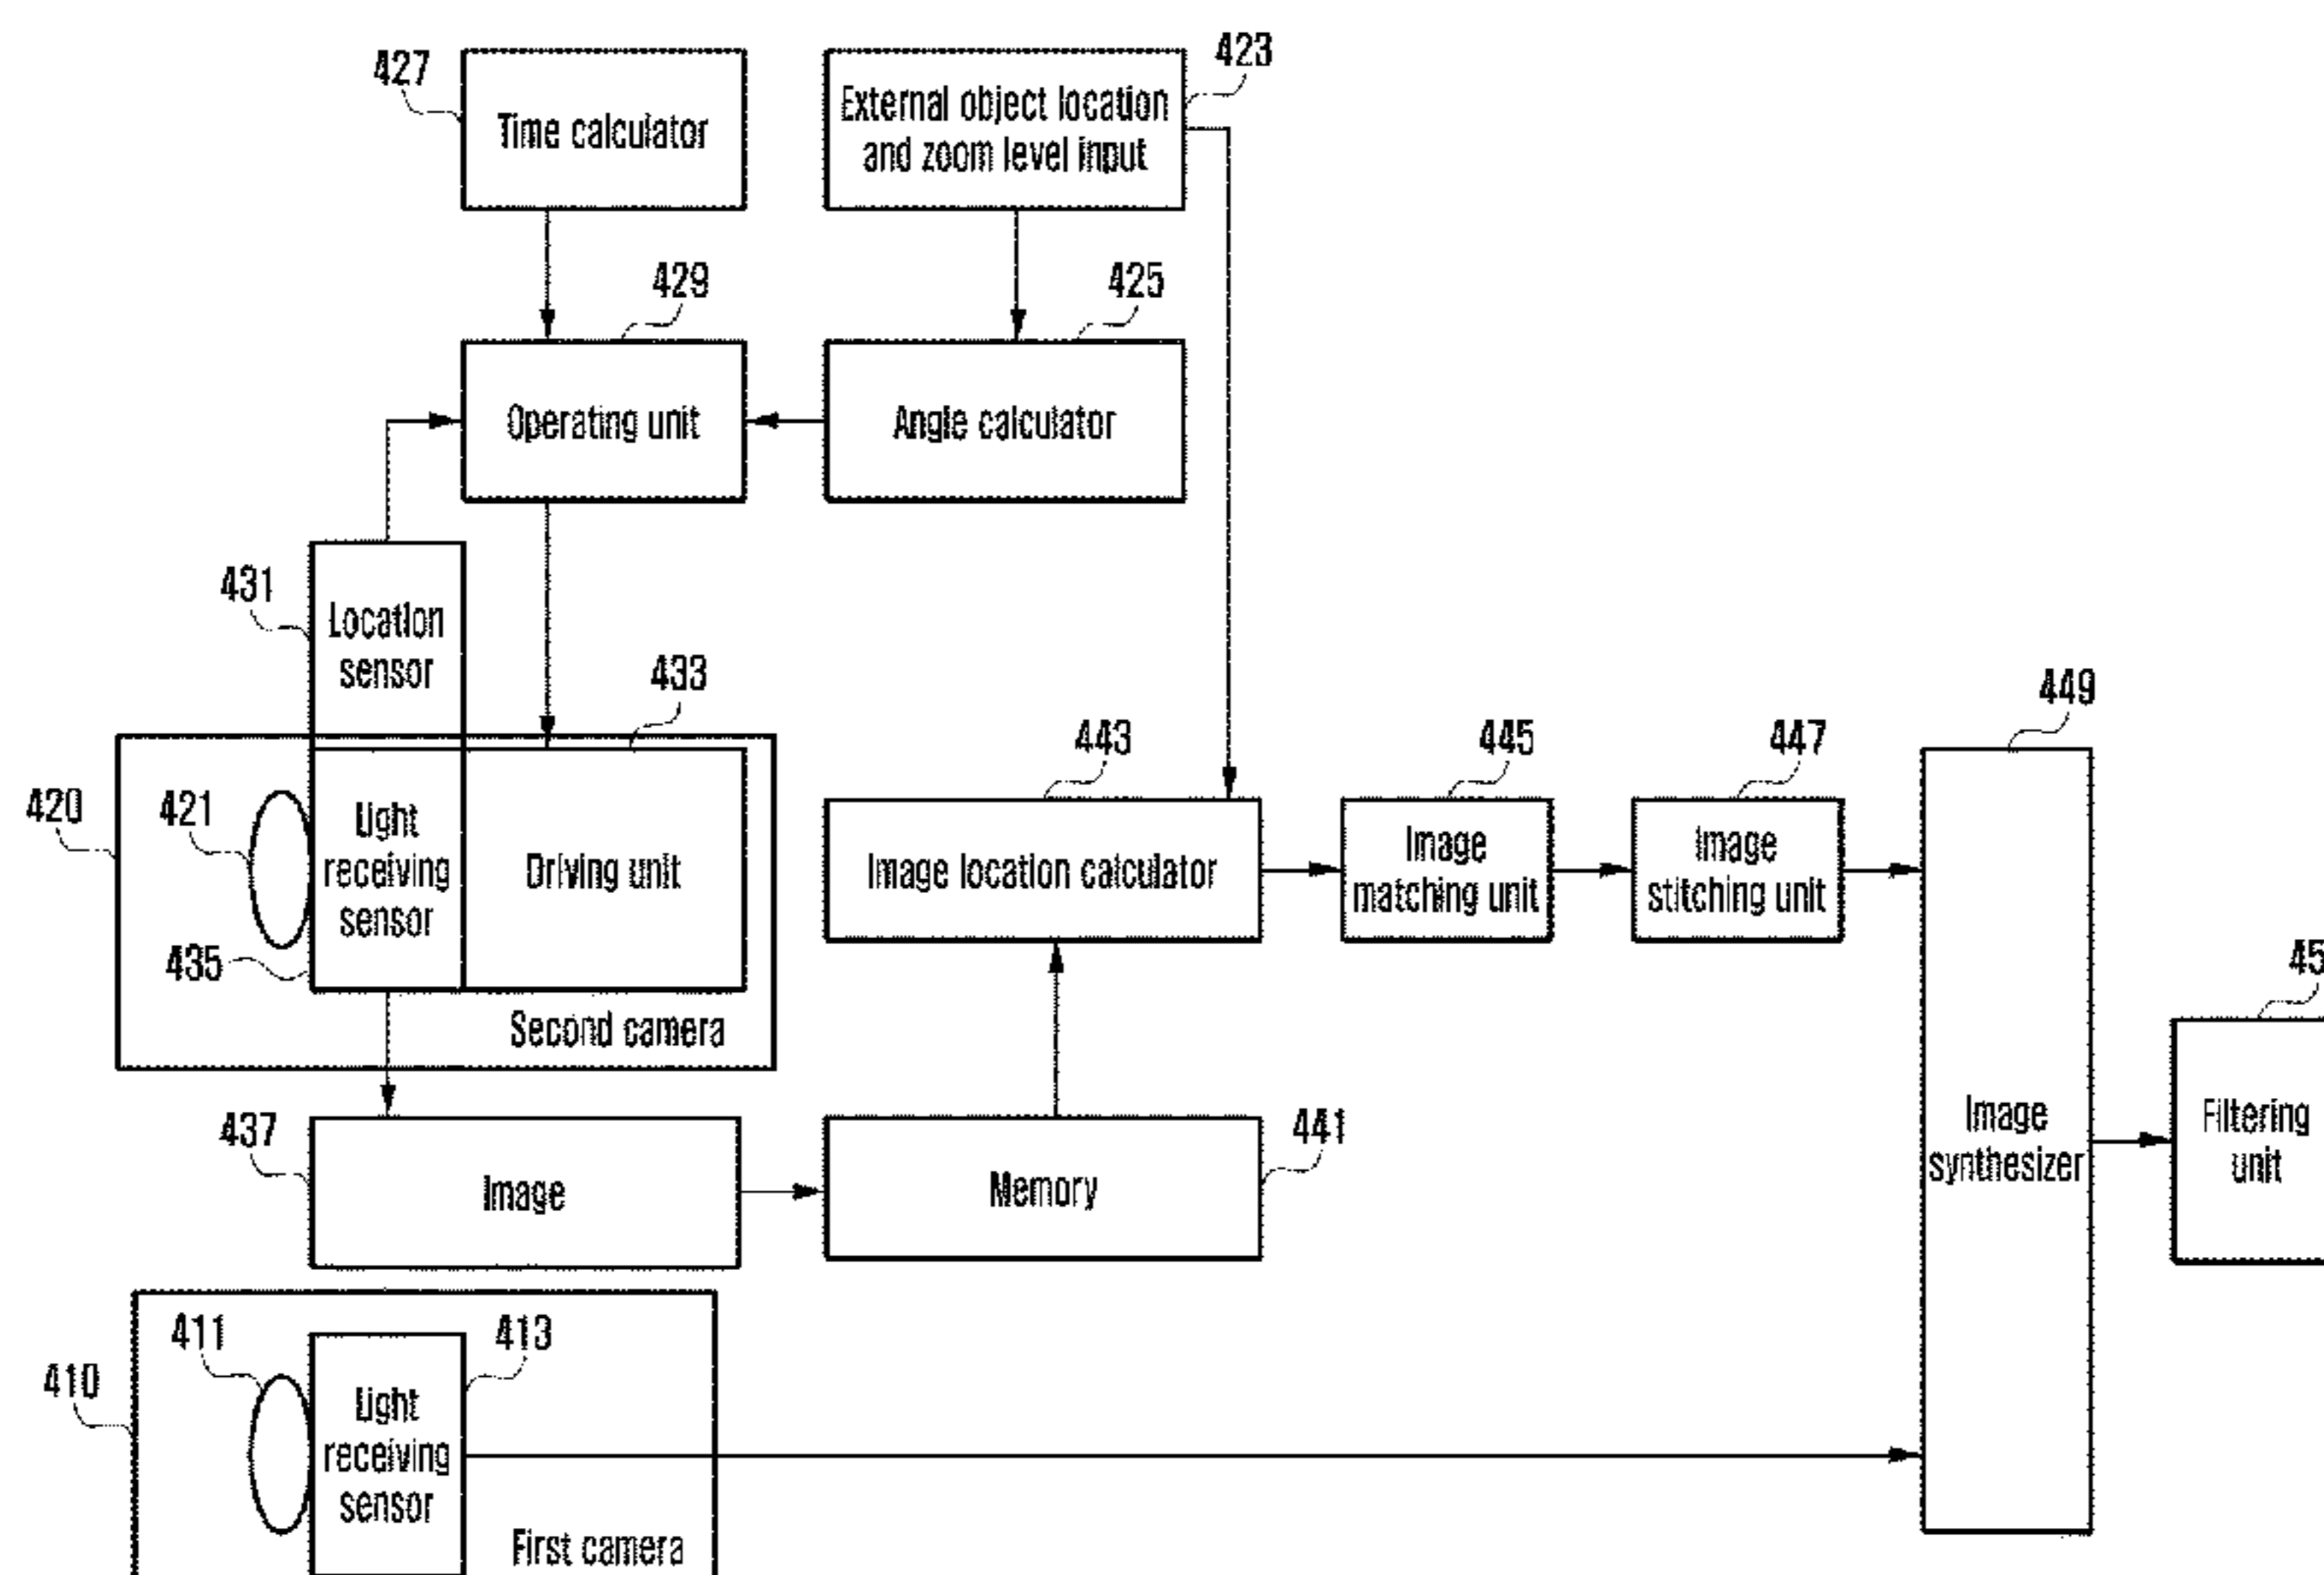 427
Time calculator
423
External object location
and zoom level input
429
Operating unit
425
Angle calculator
431
Location
sensor
433
Driving unit
420
421
Light
receiving
sensor
435
Second camera
443
Image location calculator
445
Image
matching unit
447
Image
stitching unit
449
Image
synthesizer
Filtering
unit
437
Image
441
Memory
410
411
413
Light
receiving
sensor
First camera